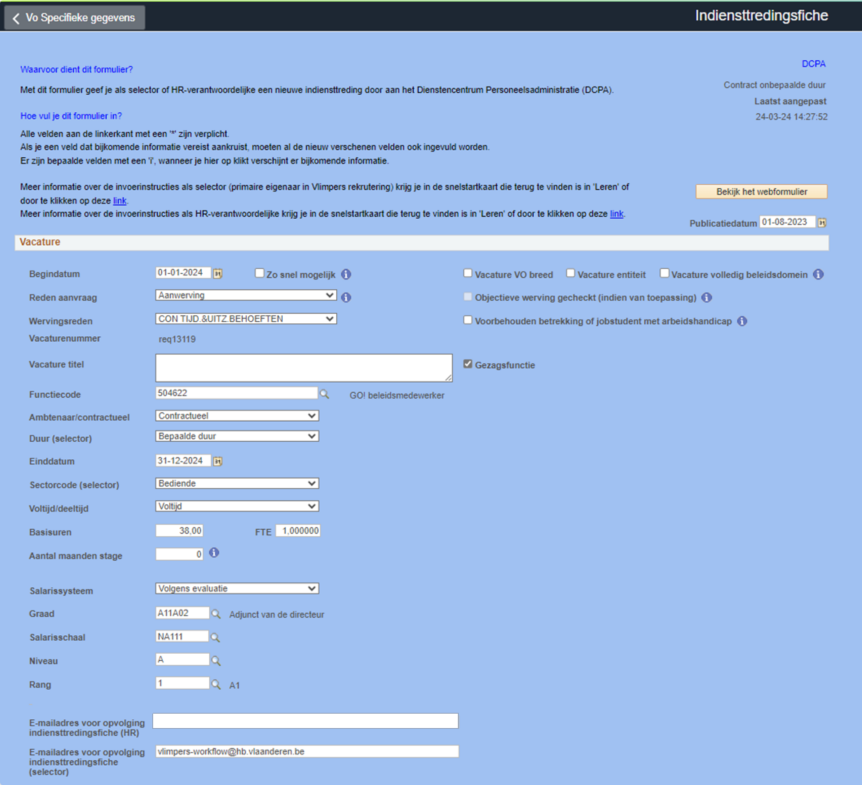 Vo Specifieke gegevens
Indiensttredingsfiche
Waarvoor dient dit formulier?
DCPA
Met dit formulier geef je als selector of HR-verantwoordelijke een nieuwe indiensttreding door aan het Dienstencentrum Personeelsadministratie (DCPA).
Contract onbepaalde duur
Laatst aangepast
Hoe vul je dit formulier in?
24-03-24 14:27:52
Alle velden aan de linkerkant met een '*' zijn verplicht.
Als je een veld dat bijkomende informatie vereist aankruist, moeten al de nieuw verschenen velden ook ingevuld worden.
Er zijn bepaalde velden met een 'i', wanneer je hier op klikt verschijnt er bijkomende informatie.
Meer informatie over de invoerinstructies als selector (primaire eigenaar in Vlimpers rekrutering) krijg je in de snelstartkaart die terug te vinden is in 'Leren' of
door te klikken op deze link.
Bekijk het webformulier
Meer informatie over de invoerinstructies als HR-verantwoordelijke krijg je in de snelstartkaart die terug te vinden is in 'Leren' of door te klikken op deze link.
Publicatiedatum 01-08-2023
Vacature
Begindatum 01-01-2024 Zo snel mogelijk Vacature VO breed Vacature entiteit Vacature volledig beleidsdomein
Reden aanvraag Aanwerving Objectieve werving gecheckt (indien van toepassing)
Wervingsreden CON TIJD.&UITZ.BEHOEFTEN Voorbehouden betrekking of jobstudent met arbeidshandicap
Vacaturenummer req13119
Vacature titel Gezagsfunctie
Functiecode 504622 GO! beleidsmedewerker
Ambtenaar/contractueel Contractueel
Duur (selector) Bepaalde duur
Einddatum 31-12-2024
Sectorcode (selector) Bediende
Voltijd/deeltijd Voltijd
Basisuren 38,00 FTE 1,000000
Aantal maanden stage 0
Salarissysteem Volgens evaluatie
Graad A11A02 Adjunct van de directeur
Salarisschaal NA111
Niveau A
Rang 1 A1
E-mailadres voor opvolging
indiensttredingsfiche (HR)
E-mailadres voor opvolging vlimpers-workflow@hb.vlaanderen.be
indiensttredingsfiche
(selector)